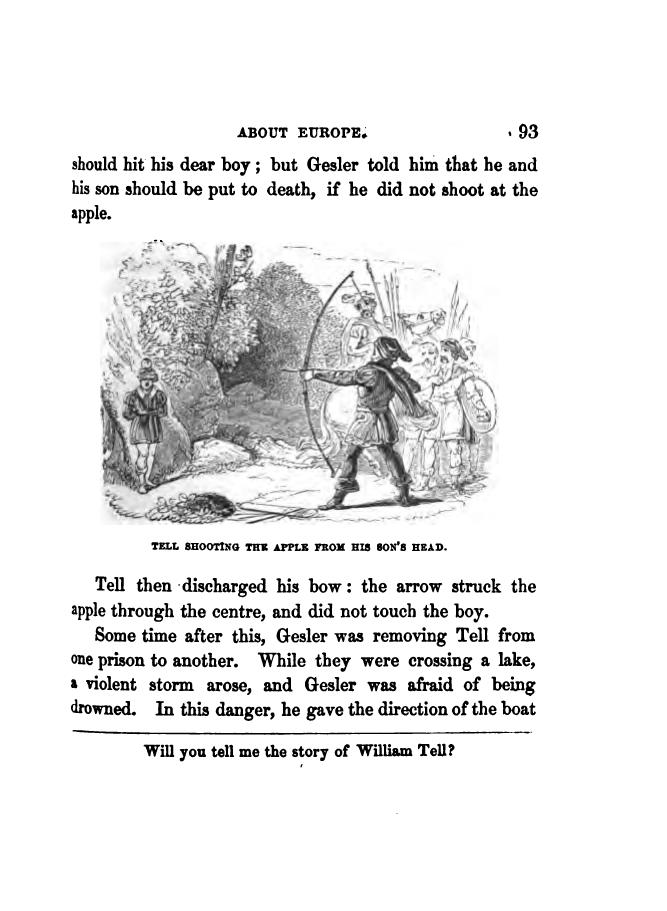 ABOUT EUROPE. 93
should hit his dear boy; but Gesler told him that he and
his son should be put to death, if he did not shoot at the
apple.
TELL SHOOTING THE APPLE FROM HIS SON'S HEAD.
Tell then discharged his bow: the arrow struck the
apple through the centre, and did not touch the boy.
Some time after this, Gesler was removing Tell from
one prison to another. While they were crossing a lake,
a violent storm arose, and Gesler was afraid of being
drowned. In this danger, he gave the direction of the boat
Will you tell me the story of William Tell?